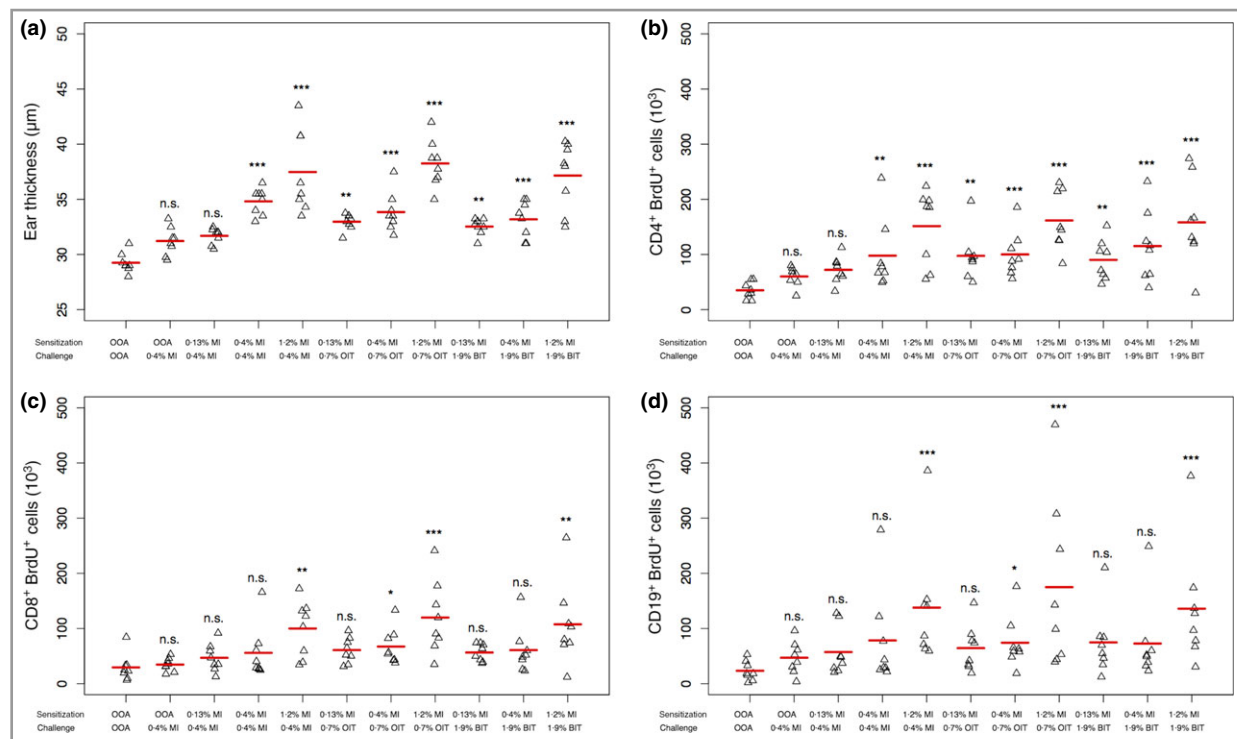 (a)
Ear thickness (µm)
50
45
40
35
30
25
n.s.
n.s.
***
***
**
***
***
**
***
***
Sensitization OOA OOA 0·13% MI 0·4% MI 1·2% MI 0·13% MI 0·4% MI 1·2% MI 0·13% MI 0·4% MI 1·2% MI
Challenge OOA 0·4% MI 0·4% MI 0·4% MI 0·4% MI 0·7% OIT 0·7% OIT 0·7% OIT 1·9% BIT 1·9% BIT 1·9% BIT
(b)
CD4⁺ BrdU⁺ cells (10³)
500
400
300
200
100
0
n.s.
n.s.
**
***
**
***
***
**
***
***
Sensitization OOA OOA 0·13% MI 0·4% MI 1·2% MI 0·13% MI 0·4% MI 1·2% MI 0·13% MI 0·4% MI 1·2% MI
Challenge OOA 0·4% MI 0·4% MI 0·4% MI 0·4% MI 0·7% OIT 0·7% OIT 0·7% OIT 1·9% BIT 1·9% BIT 1·9% BIT
(c)
CD8⁺ BrdU⁺ cells (10³)
500
400
300
200
100
0
n.s.
n.s.
n.s.
**
n.s.
*
***
n.s.
n.s.
**
Sensitization OOA OOA 0·13% MI 0·4% MI 1·2% MI 0·13% MI 0·4% MI 1·2% MI 0·13% MI 0·4% MI 1·2% MI
Challenge OOA 0·4% MI 0·4% MI 0·4% MI 0·4% MI 0·7% OIT 0·7% OIT 0·7% OIT 1·9% BIT 1·9% BIT 1·9% BIT
(d)
CD19⁺ BrdU⁺ cells (10³)
500
400
300
200
100
0
n.s.
n.s.
n.s.
***
n.s.
*
***
n.s.
n.s.
***
Sensitization OOA OOA 0·13% MI 0·4% MI 1·2% MI 0·13% MI 0·4% MI 1·2% MI 0·13% MI 0·4% MI 1·2% MI
Challenge OOA 0·4% MI 0·4% MI 0·4% MI 0·4% MI 0·7% OIT 0·7% OIT 0·7% OIT 1·9% BIT 1·9% BIT 1·9% BIT